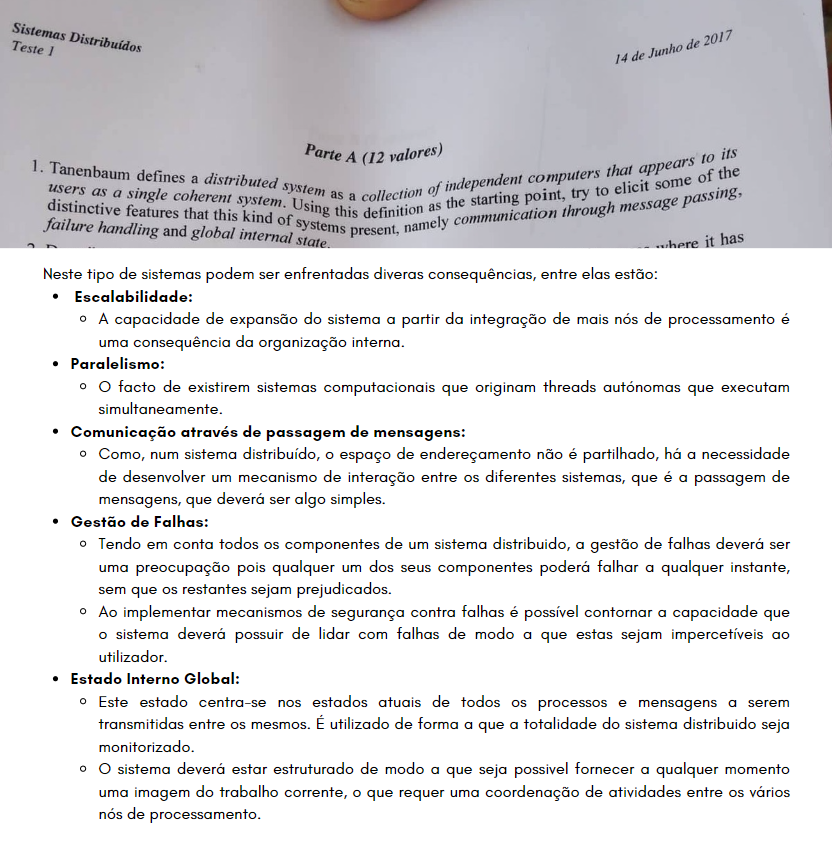 Sistemas Distribuídos
Teste 1
14 de Junho de 2017
Parte A (12 valores)
1. Tanenbaum defines a distributed system as a collection of independent computers that appears to its
users as a single coherent system. Using this definition as the starting point, try to elicit some of the
distinctive features that this kind of systems present, namely communication through message passing,
failure handling and global internal state.
where it has
Neste tipo de sistemas podem ser enfrentadas diveras consequências, entre elas estão:
• Escalabilidade:
◦ A capacidade de expansão do sistema a partir da integração de mais nós de processamento é
uma consequência da organização interna.
• Paralelismo:
◦ O facto de existirem sistemas computacionais que originam threads autónomas que executam
simultaneamente.
• Comunicação através de passagem de mensagens:
◦ Como, num sistema distribuído, o espaço de endereçamento não é partilhado, há a necessidade
de desenvolver um mecanismo de interação entre os diferentes sistemas, que é a passagem de
mensagens, que deverá ser algo simples.
• Gestão de Falhas:
◦ Tendo em conta todos os componentes de um sistema distribuido, a gestão de falhas deverá ser
uma preocupação pois qualquer um dos seus componentes poderá falhar a qualquer instante,
sem que os restantes sejam prejudicados.
◦ Ao implementar mecanismos de segurança contra falhas é possível contornar a capacidade que
o sistema deverá possuir de lidar com falhas de modo a que estas sejam impercetíveis ao
utilizador.
• Estado Interno Global:
◦ Este estado centra-se nos estados atuais de todos os processos e mensagens a serem
transmitidas entre os mesmos. É utilizado de forma a que a totalidade do sistema distribuido seja
monitorizado.
◦ O sistema deverá estar estruturado de modo a que seja possivel fornecer a qualquer momento
uma imagem do trabalho corrente, o que requer uma coordenação de atividades entre os vários
nós de processamento.